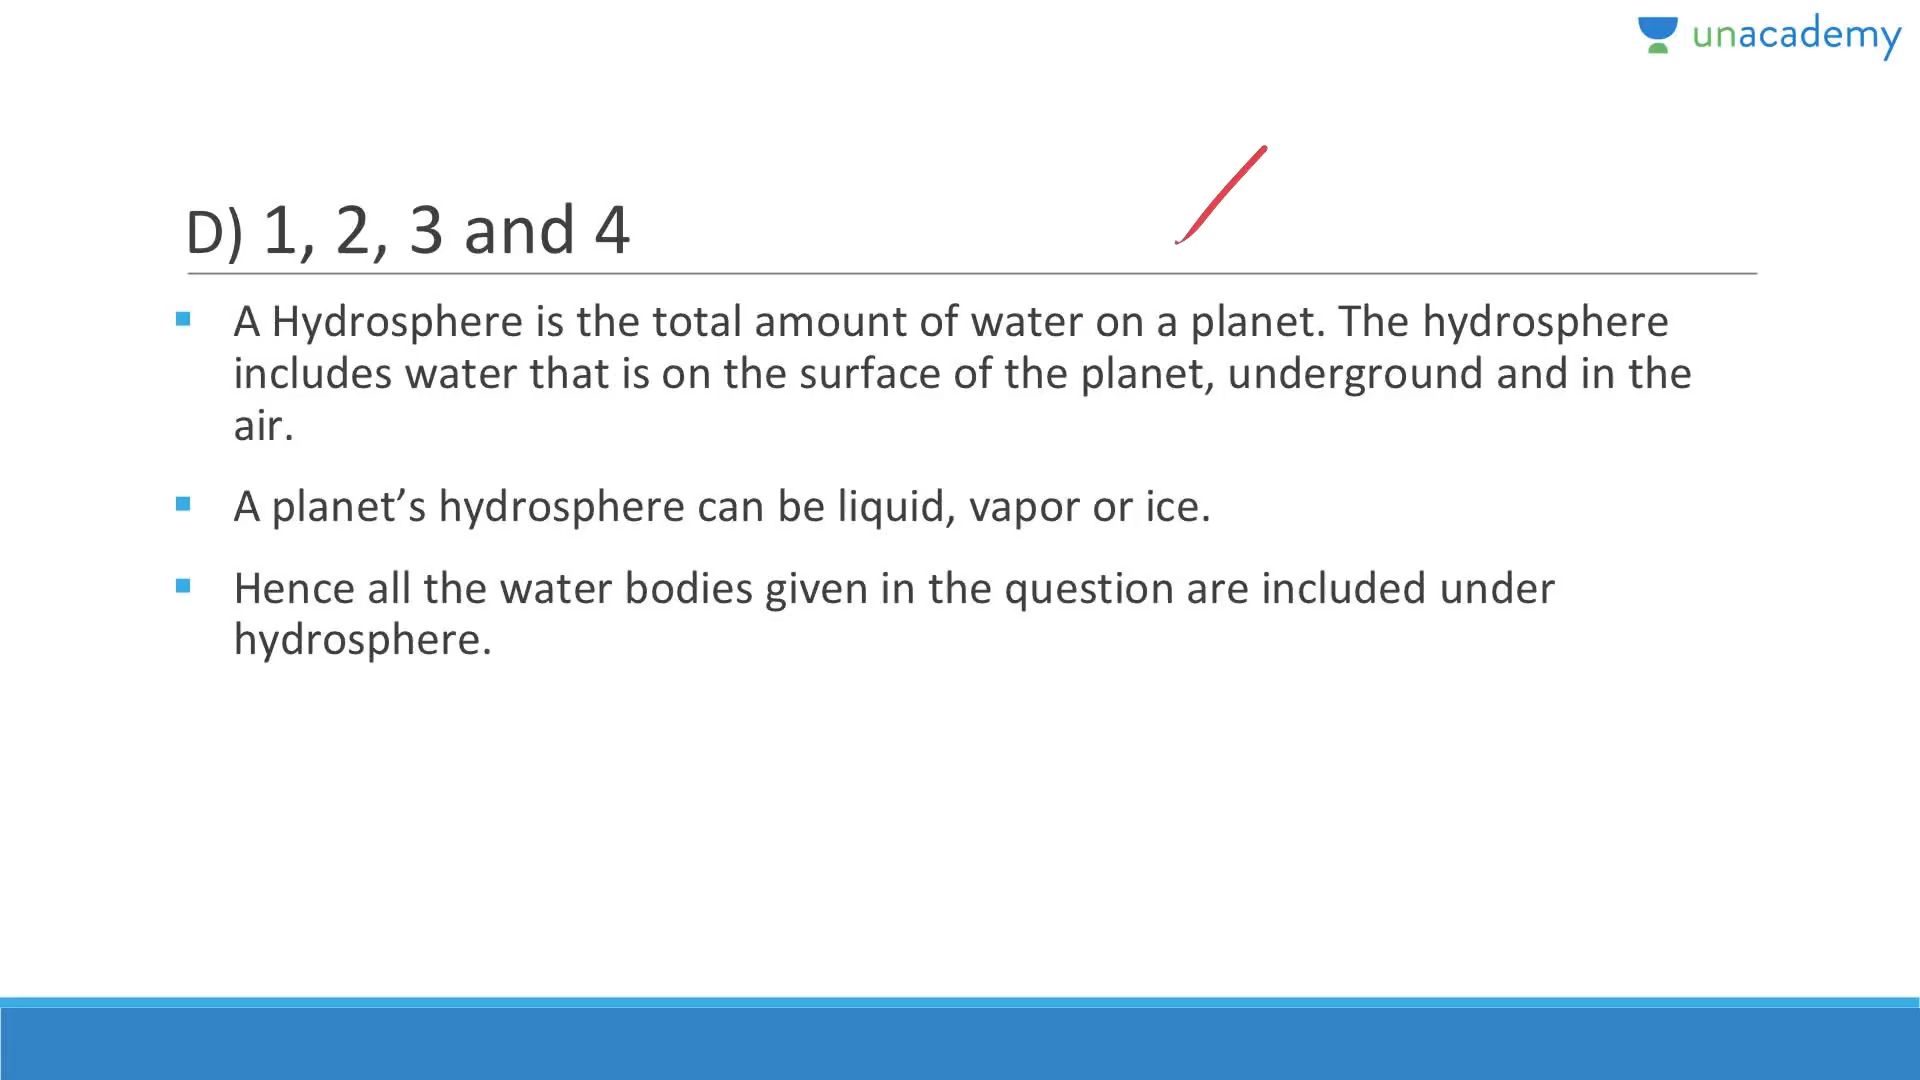 unacademy
D) 1, 2, 3 and 4
▪ A Hydrosphere is the total amount of water on a planet. The hydrosphere
includes water that is on the surface of the planet, underground and in the
air.
▪ A planet’s hydrosphere can be liquid, vapor or ice.
▪ Hence all the water bodies given in the question are included under
hydrosphere.